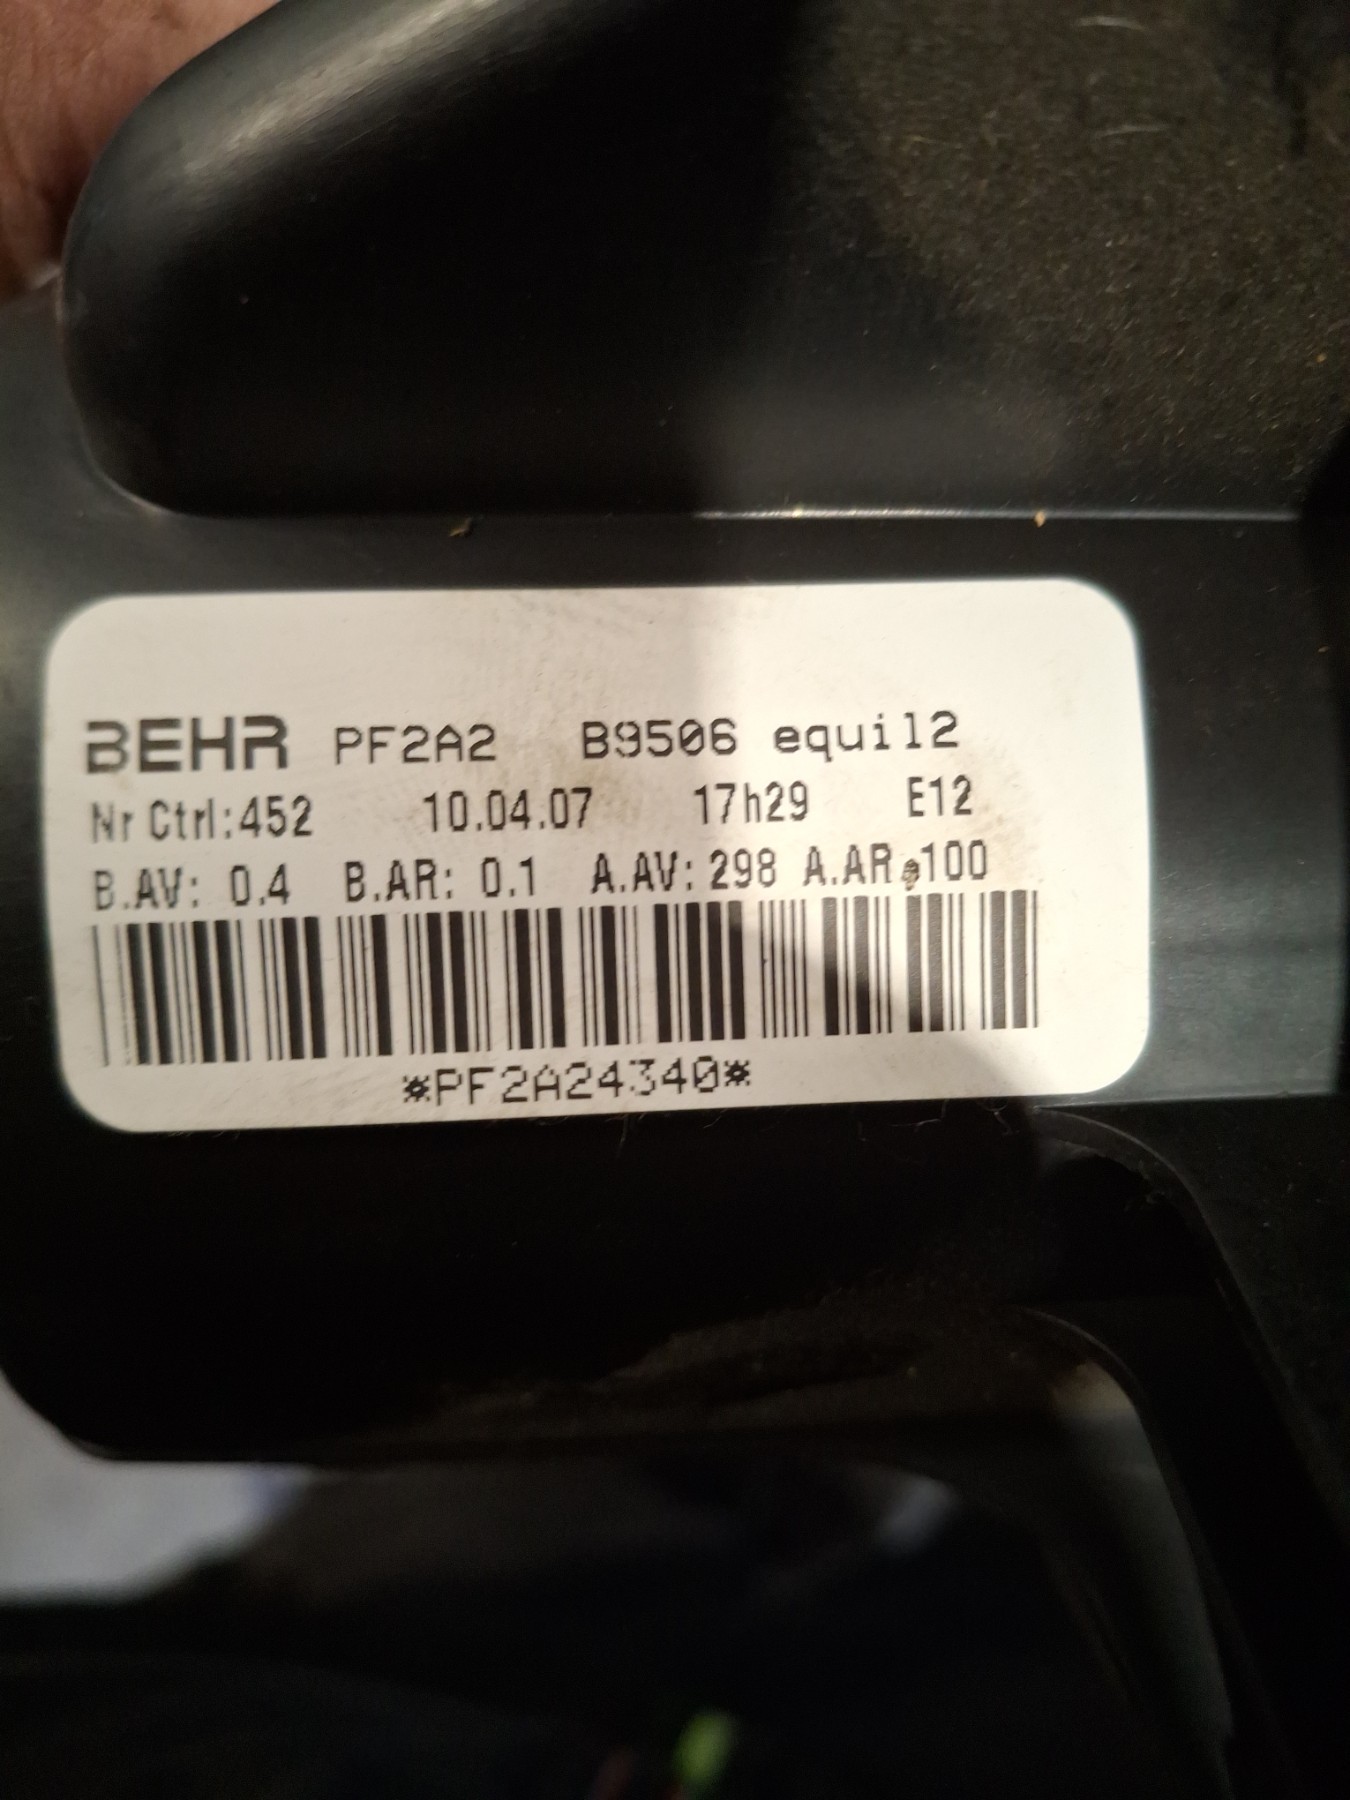 BEHR PF2A2 B9506 equil2
Nr Ctrl:452 10.04.07 17h29 E12
B.AV: 0.4 B.AR: 0.1 A.AV: 298 A.AR:100
*PF2A24340*